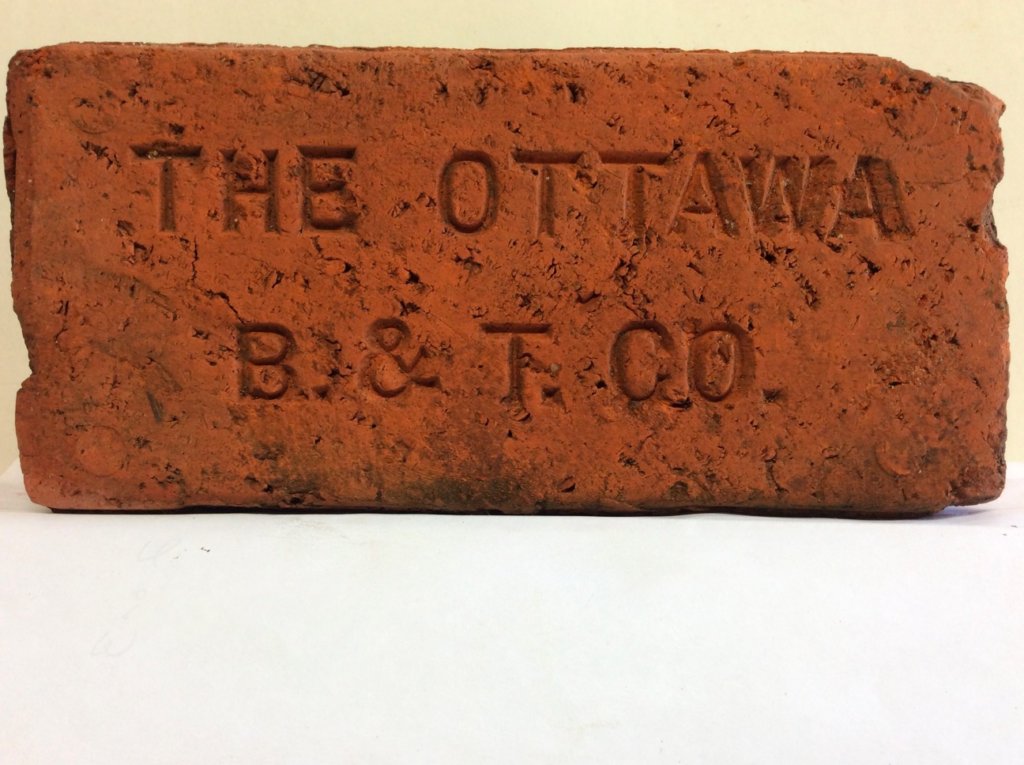 THE OTTAWA
B. & T. CO.